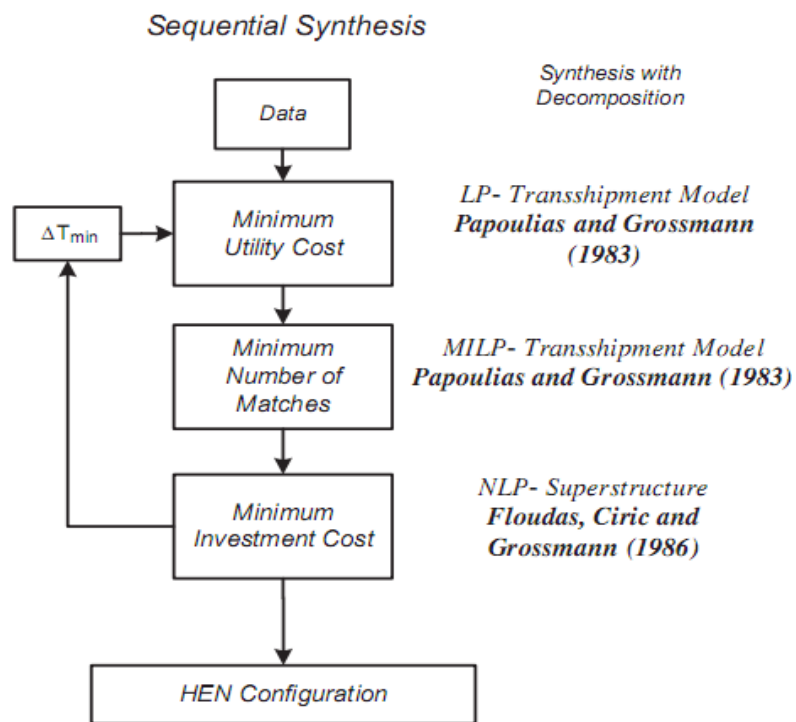 Sequential Synthesis
Synthesis with
Decomposition
Data
LP- Transshipment Model
Papoulias and Grossmann
(1983)
Minimum
Utility Cost
ΔTmin
Minimum
Number of
Matches
MILP- Transshipment Model
Papoulias and Grossmann (1983)
Minimum
Investment Cost
NLP- Superstructure
Floudas, Ciric and
Grossmann (1986)
HEN Configuration